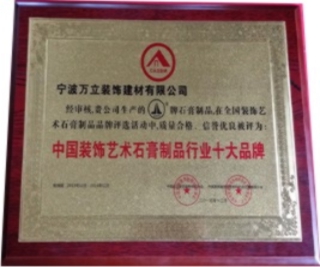 宁波万立装饰建材有限公司
经审核,贵公司生产的 牌石膏制品,在全国装饰艺
术石膏制品品牌评选活动中,质量合格、信誉优良被评为:
中国装饰艺术石膏制品行业十大品牌